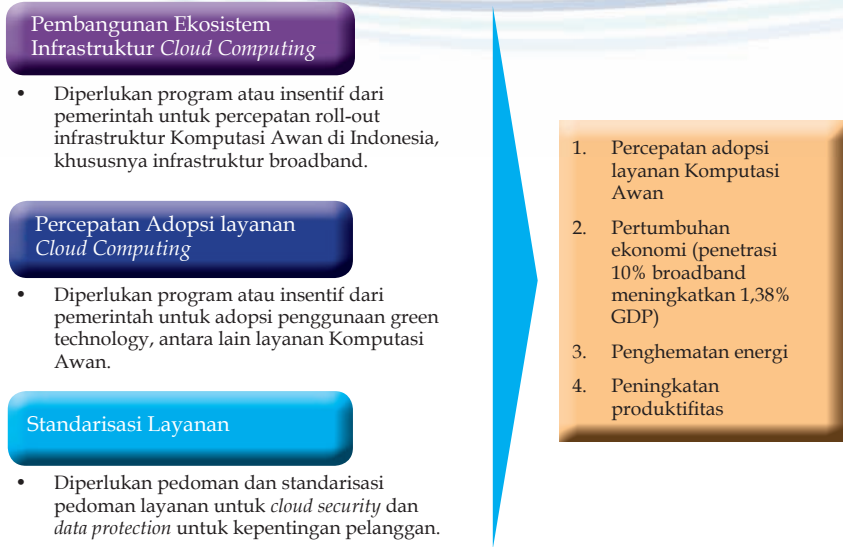 Pembangunan Ekosistem
Infrastruktur Cloud Computing
• Diperlukan program atau insentif dari
pemerintah untuk percepatan roll-out
infrastruktur Komputasi Awan di Indonesia,
khususnya infrastruktur broadband.
Percepatan Adopsi layanan
Cloud Computing
• Diperlukan program atau insentif dari
pemerintah untuk adopsi penggunaan green
technology, antara lain layanan Komputasi
Awan.
Standarisasi Layanan
• Diperlukan pedoman dan standarisasi
pedoman layanan untuk cloud security dan
data protection untuk kepentingan pelanggan.
1. Percepatan adopsi
layanan Komputasi
Awan
2. Pertumbuhan
ekonomi (penetrasi
10% broadband
meningkatkan 1,38%
GDP)
3. Penghematan energi
4. Peningkatan
produktifitas